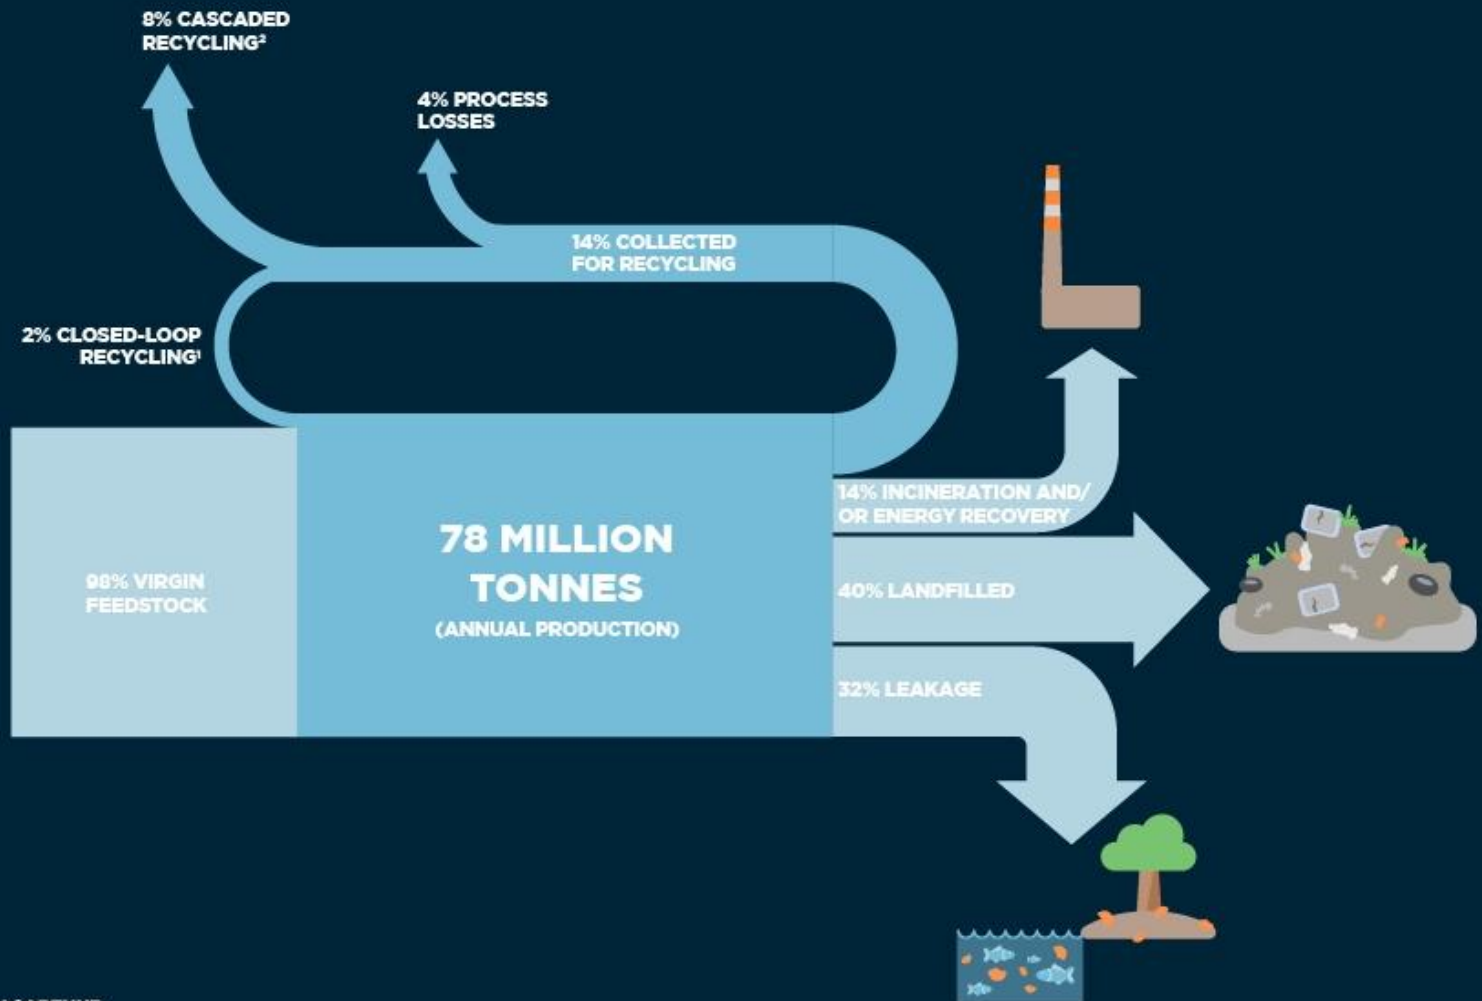 8% CASCADED
RECYCLING²
4% PROCESS
LOSSES
14% COLLECTED
FOR RECYCLING
2% CLOSED-LOOP
RECYCLING¹
98% VIRGIN
FEEDSTOCK
78 MILLION
TONNES
(ANNUAL PRODUCTION)
14% INCINERATION AND/
OR ENERGY RECOVERY
40% LANDFILLED
32% LEAKAGE